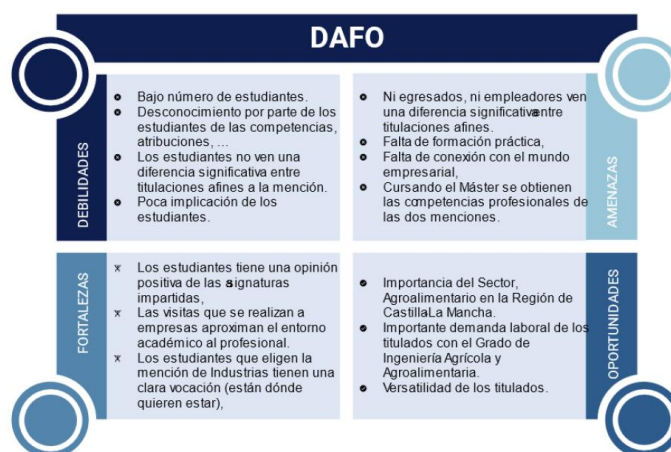 DAFO
DEBILIDADES
Bajo número de estudiantes.
Desconocimiento por parte de los
estudiantes de las competencias,
atribuciones, ...
Los estudiantes no ven una
diferencia significativa entre
titulaciones afines a la mención.
Poca implicación de los
estudiantes.
AMENAZAS
Ni egresados, ni empleadores ven
una diferencia significativa entre
titulaciones afines.
Falta de formación práctica,
Falta de conexión con el mundo
empresarial,
Cursando el Máster se obtienen
las competencias profesionales de
las dos menciones.
FORTALEZAS
Los estudiantes tiene una opinión
positiva de las asignaturas
impartidas,
Las visitas que se realizan a
empresas aproximan el entorno
académico al profesional.
Los estudiantes que eligen la
mención de Industrias tienen una
clara vocación (están dónde
quieren estar),
OPORTUNIDADES
Importancia del Sector,
Agroalimentario en la Región de
CastillaLa Mancha.
Importante demanda laboral de los
titulados con el Grado de
Ingeniería Agrícola y
Agroalimentaria.
Versatilidad de los titulados.